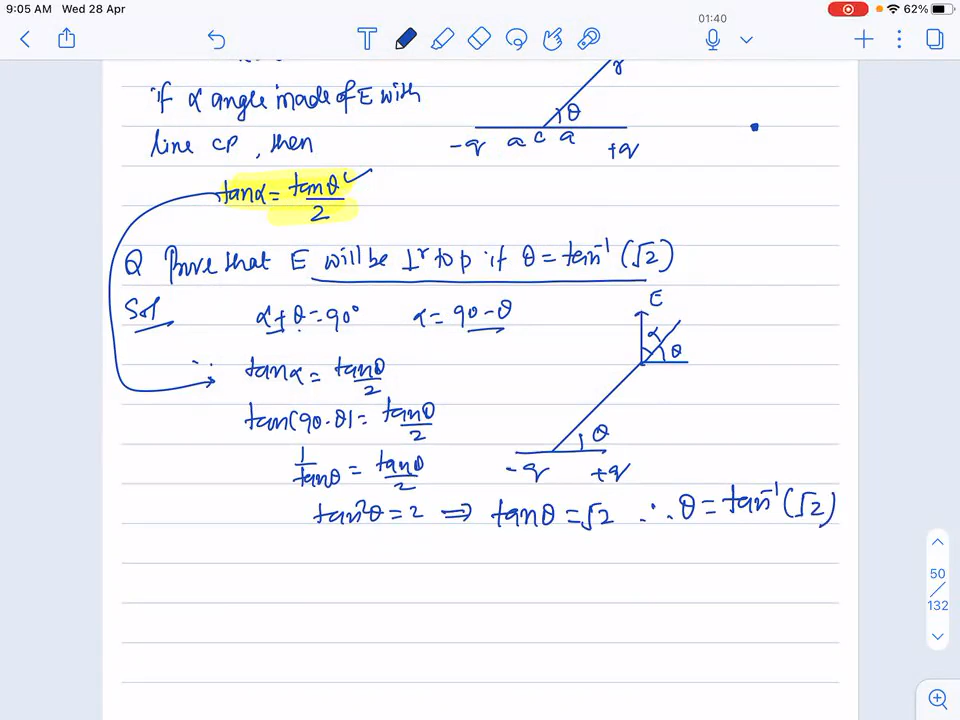 9:05 AM Wed 28 Apr
62%
01:40
T
if α angle made of E with
line CP, then
r
θ
-q a c a +q
tanα = tanθ/2
Q Prove that E will be ⊥r to p if θ = tan⁻¹(√2)
Sol
α + θ = 90° α = 90 - θ
E
α
θ
∵ tanα = tanθ/2
tan(90-θ) = tanθ/2
θ
1/tanθ = tanθ/2
-q +q
tan²θ = 2 ⇒ tanθ = √2 ∴ θ = tan⁻¹(√2)
50
/
132